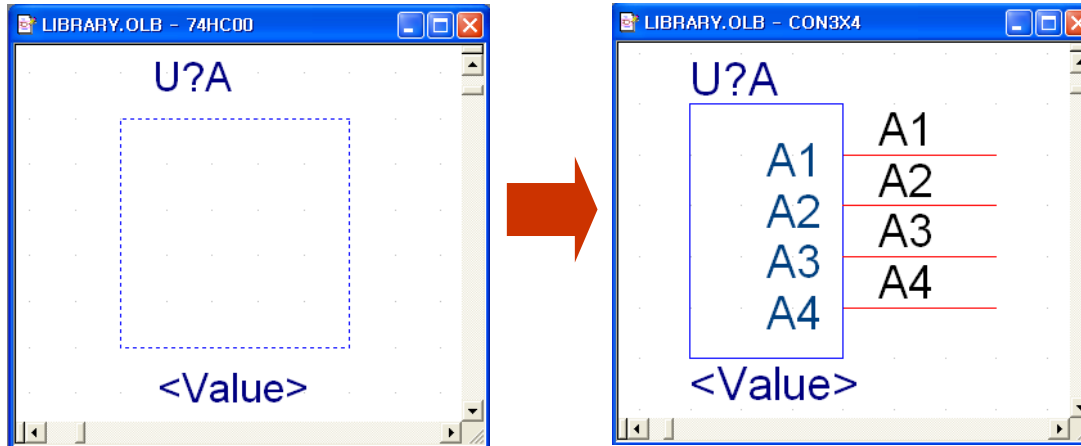 LIBRARY.OLB - 74HC00
U?A
<Value>
LIBRARY.OLB - CON3X4
U?A
A1 A1
A2 A2
A3 A3
A4 A4
<Value>